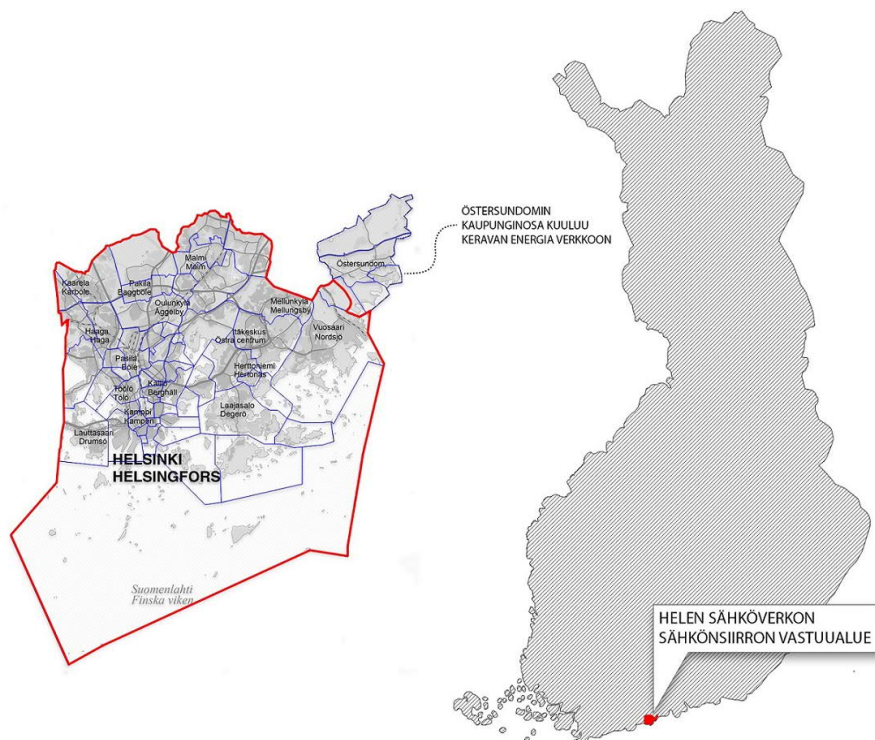 ÖSTERSUNDOMIN
KAUPUNGINOSA KUULUU
KERAVAN ENERGIA VERKKOON
Östersundom
Malmi
Malm
Kaarela
Kårböle
Pakila
Baggböle
Oulunkylä
Åggelby
Mellunkylä
Mellungsby
Haaga
Haga
Itäkeskus
Östra centrum
Vuosaari
Nordsjö
Pasila
Böle
Herttoniemi
Hertonäs
Töölö
Tölö
Kallio
Berghäll
Laajasalo
Degerö
Kamppi
Kampen
Lauttasaari
Drumsö
HELSINKI
HELSINGFORS
Suomenlahti
Finska viken
HELEN SÄHKÖVERKON
SÄHKÖNSIIRRON VASTUUALUE